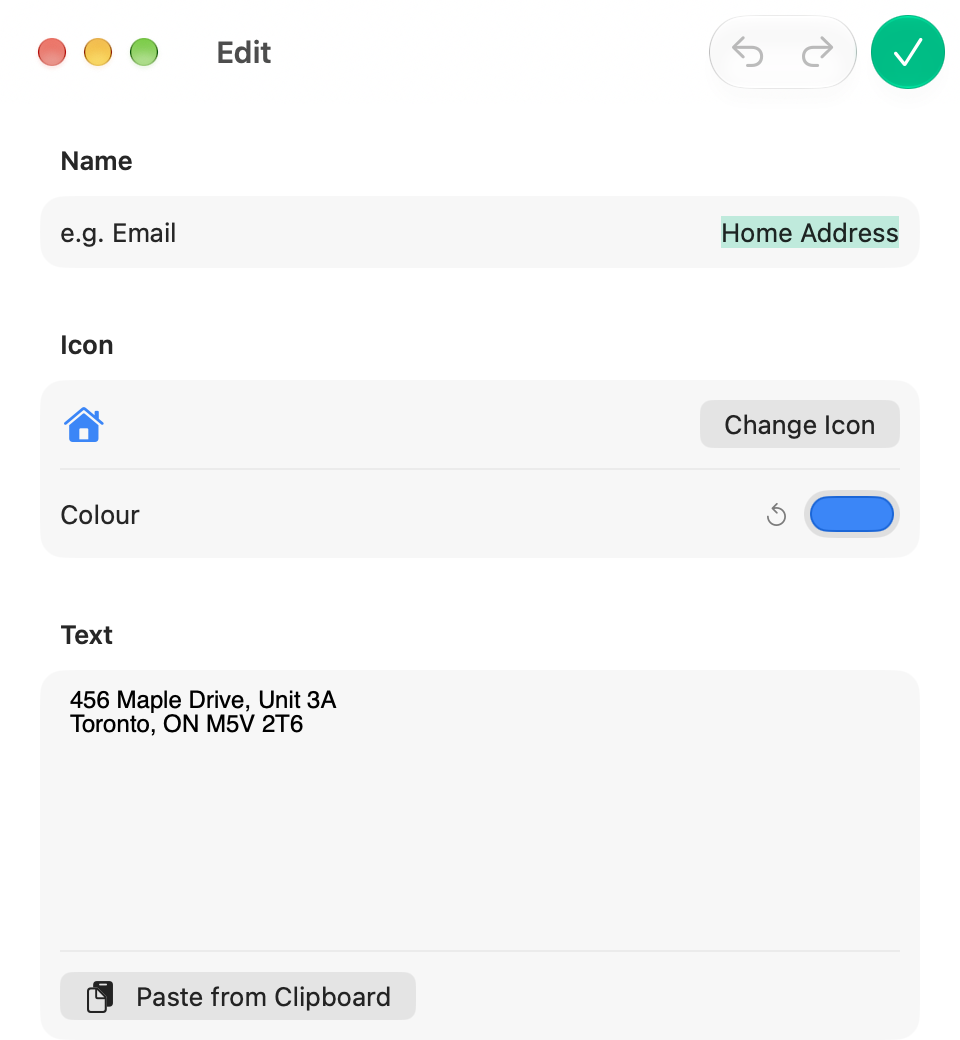 Edit
Name
e.g. Email Home Address
Icon
Change Icon
Colour
Text
456 Maple Drive, Unit 3A
Toronto, ON M5V 2T6
Paste from Clipboard